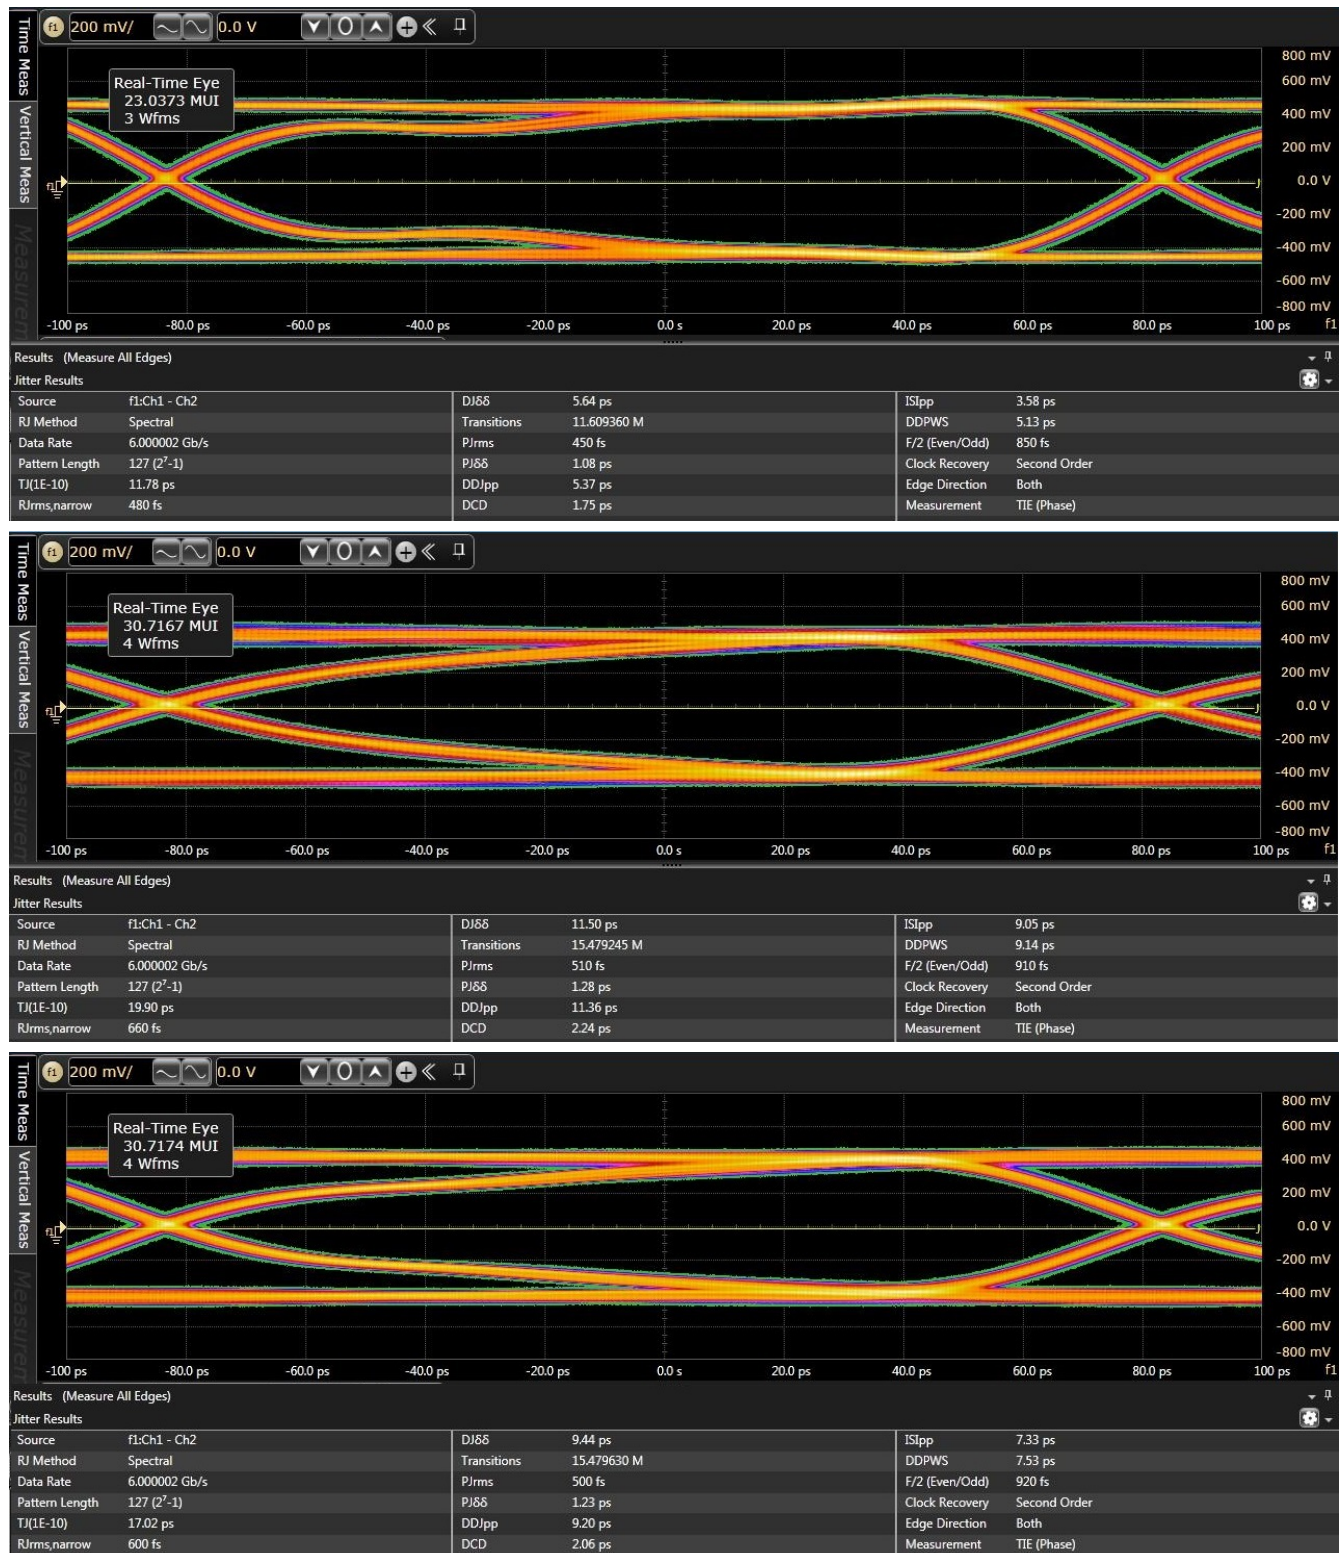 Time Meas
Vertical Meas
Measurem
f1 200 mV/ 0.0 V
Real-Time Eye
23.0373 MUI
3 Wfms
800 mV
600 mV
400 mV
200 mV
0.0 V
-200 mV
-400 mV
-600 mV
-800 mV
-100 ps -80.0 ps -60.0 ps -40.0 ps -20.0 ps 0.0 s 20.0 ps 40.0 ps 60.0 ps 80.0 ps 100 ps f1
Results (Measure All Edges)
Jitter Results
Source f1:Ch1 - Ch2 DJδδ 5.64 ps ISIpp 3.58 ps
RJ Method Spectral Transitions 11.609360 M DDPWS 5.13 ps
Data Rate 6.000002 Gb/s PJrms 450 fs F/2 (Even/Odd) 850 fs
Pattern Length 127 (2⁷-1) PJδδ 1.08 ps Clock Recovery Second Order
TJ(1E-10) 11.78 ps DDJpp 5.37 ps Edge Direction Both
RJrms,narrow 480 fs DCD 1.75 ps Measurement TIE (Phase)
Time Meas
Vertical Meas
Measurem
f1 200 mV/ 0.0 V
Real-Time Eye
30.7167 MUI
4 Wfms
800 mV
600 mV
400 mV
200 mV
0.0 V
-200 mV
-400 mV
-600 mV
-800 mV
-100 ps -80.0 ps -60.0 ps -40.0 ps -20.0 ps 0.0 s 20.0 ps 40.0 ps 60.0 ps 80.0 ps 100 ps f1
Results (Measure All Edges)
Jitter Results
Source f1:Ch1 - Ch2 DJδδ 11.50 ps ISIpp 9.05 ps
RJ Method Spectral Transitions 15.479245 M DDPWS 9.14 ps
Data Rate 6.000002 Gb/s PJrms 510 fs F/2 (Even/Odd) 910 fs
Pattern Length 127 (2⁷-1) PJδδ 1.28 ps Clock Recovery Second Order
TJ(1E-10) 19.90 ps DDJpp 11.36 ps Edge Direction Both
RJrms,narrow 660 fs DCD 2.24 ps Measurement TIE (Phase)
Time Meas
Vertical Meas
Measurem
f1 200 mV/ 0.0 V
Real-Time Eye
30.7174 MUI
4 Wfms
800 mV
600 mV
400 mV
200 mV
0.0 V
-200 mV
-400 mV
-600 mV
-800 mV
-100 ps -80.0 ps -60.0 ps -40.0 ps -20.0 ps 0.0 s 20.0 ps 40.0 ps 60.0 ps 80.0 ps 100 ps f1
Results (Measure All Edges)
Jitter Results
Source f1:Ch1 - Ch2 DJδδ 9.44 ps ISIpp 7.33 ps
RJ Method Spectral Transitions 15.479630 M DDPWS 7.53 ps
Data Rate 6.000002 Gb/s PJrms 500 fs F/2 (Even/Odd) 920 fs
Pattern Length 127 (2⁷-1) PJδδ 1.23 ps Clock Recovery Second Order
TJ(1E-10) 17.02 ps DDJpp 9.20 ps Edge Direction Both
RJrms,narrow 600 fs DCD 2.06 ps Measurement TIE (Phase)